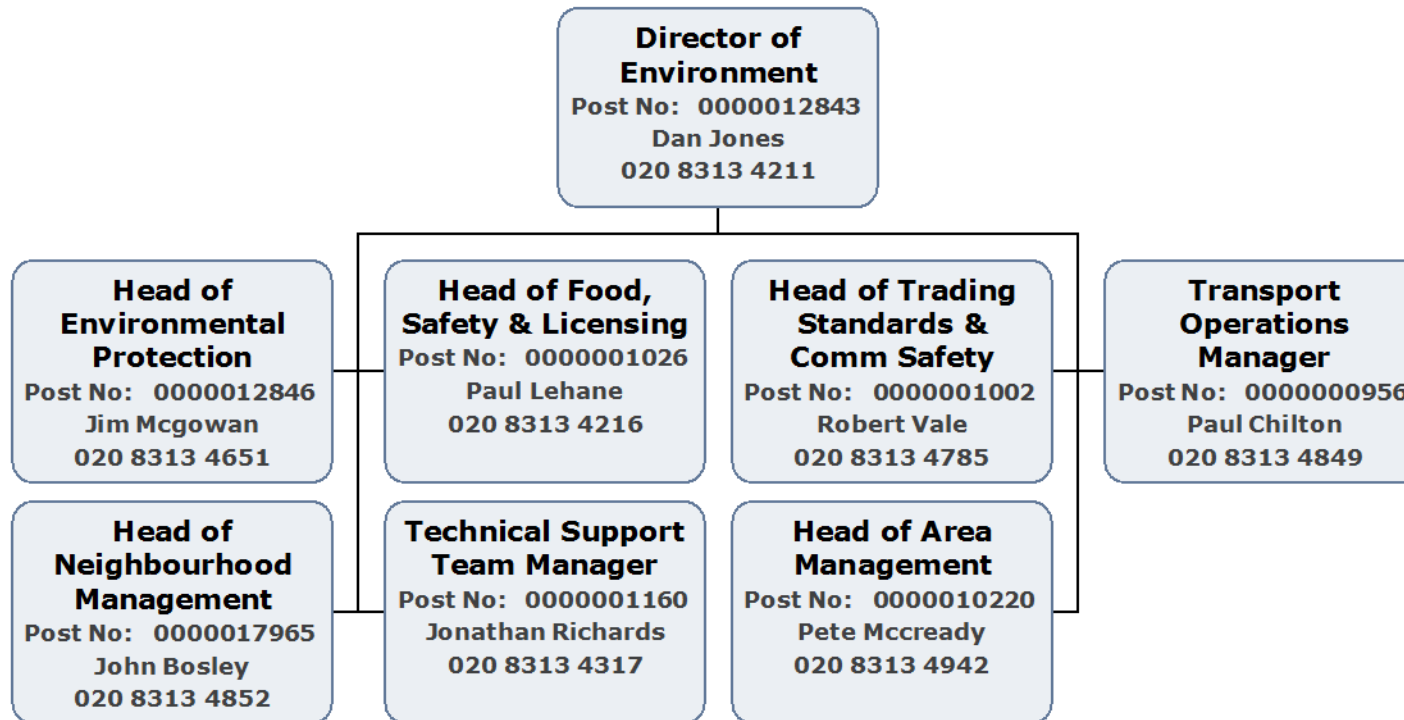 Director of
Environment
Post No: 0000012843
Dan Jones
020 8313 4211
Head of
Environmental
Protection
Post No: 0000012846
Jim Mcgowan
020 8313 4651
Head of Food,
Safety & Licensing
Post No: 0000001026
Paul Lehane
020 8313 4216
Head of Trading
Standards &
Comm Safety
Post No: 0000001002
Robert Vale
020 8313 4785
Transport
Operations
Manager
Post No: 0000000956
Paul Chilton
020 8313 4849
Head of
Neighbourhood
Management
Post No: 0000017965
John Bosley
020 8313 4852
Technical Support
Team Manager
Post No: 0000001160
Jonathan Richards
020 8313 4317
Head of Area
Management
Post No: 0000010220
Pete Mccready
020 8313 4942